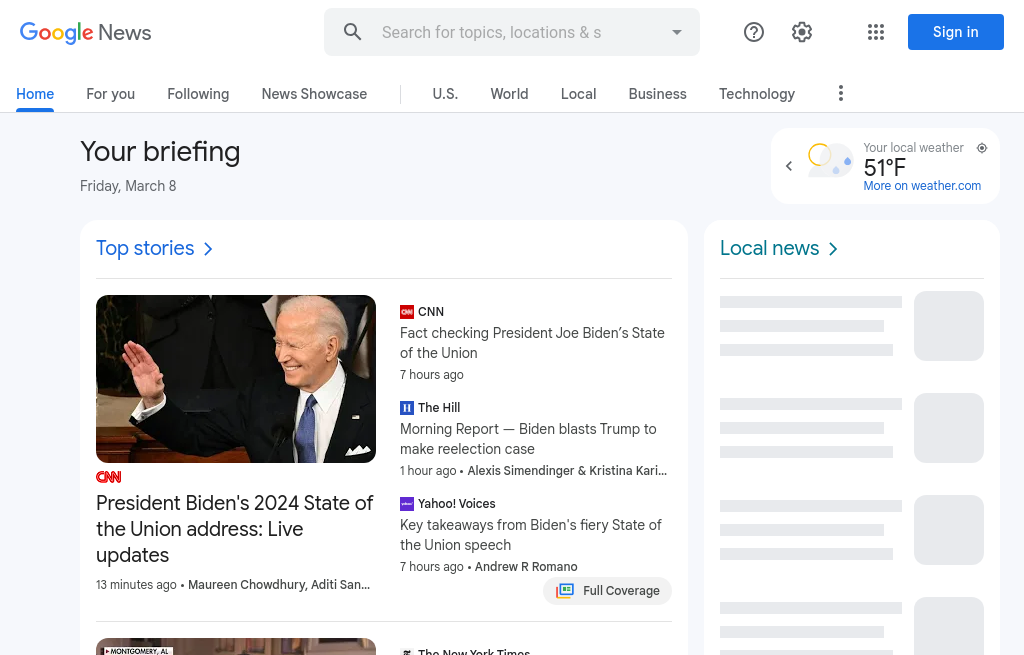 Google News
Search for topics, locations & s
Sign in
Home
For you
Following
News Showcase
U.S.
World
Local
Business
Technology
Your briefing
Friday, March 8
Your local weather
51°F
More on weather.com
Top stories
Local news
CNN
President Biden's 2024 State of
the Union address: Live
updates
13 minutes ago • Maureen Chowdhury, Aditi San...
CNN
Fact checking President Joe Biden’s State
of the Union
7 hours ago
The Hill
Morning Report — Biden blasts Trump to
make reelection case
1 hour ago • Alexis Simendinger & Kristina Kari...
Yahoo! Voices
Key takeaways from Biden's fiery State of
the Union speech
7 hours ago • Andrew R Romano
Full Coverage
MONTGOMERY, AL
The New York Times